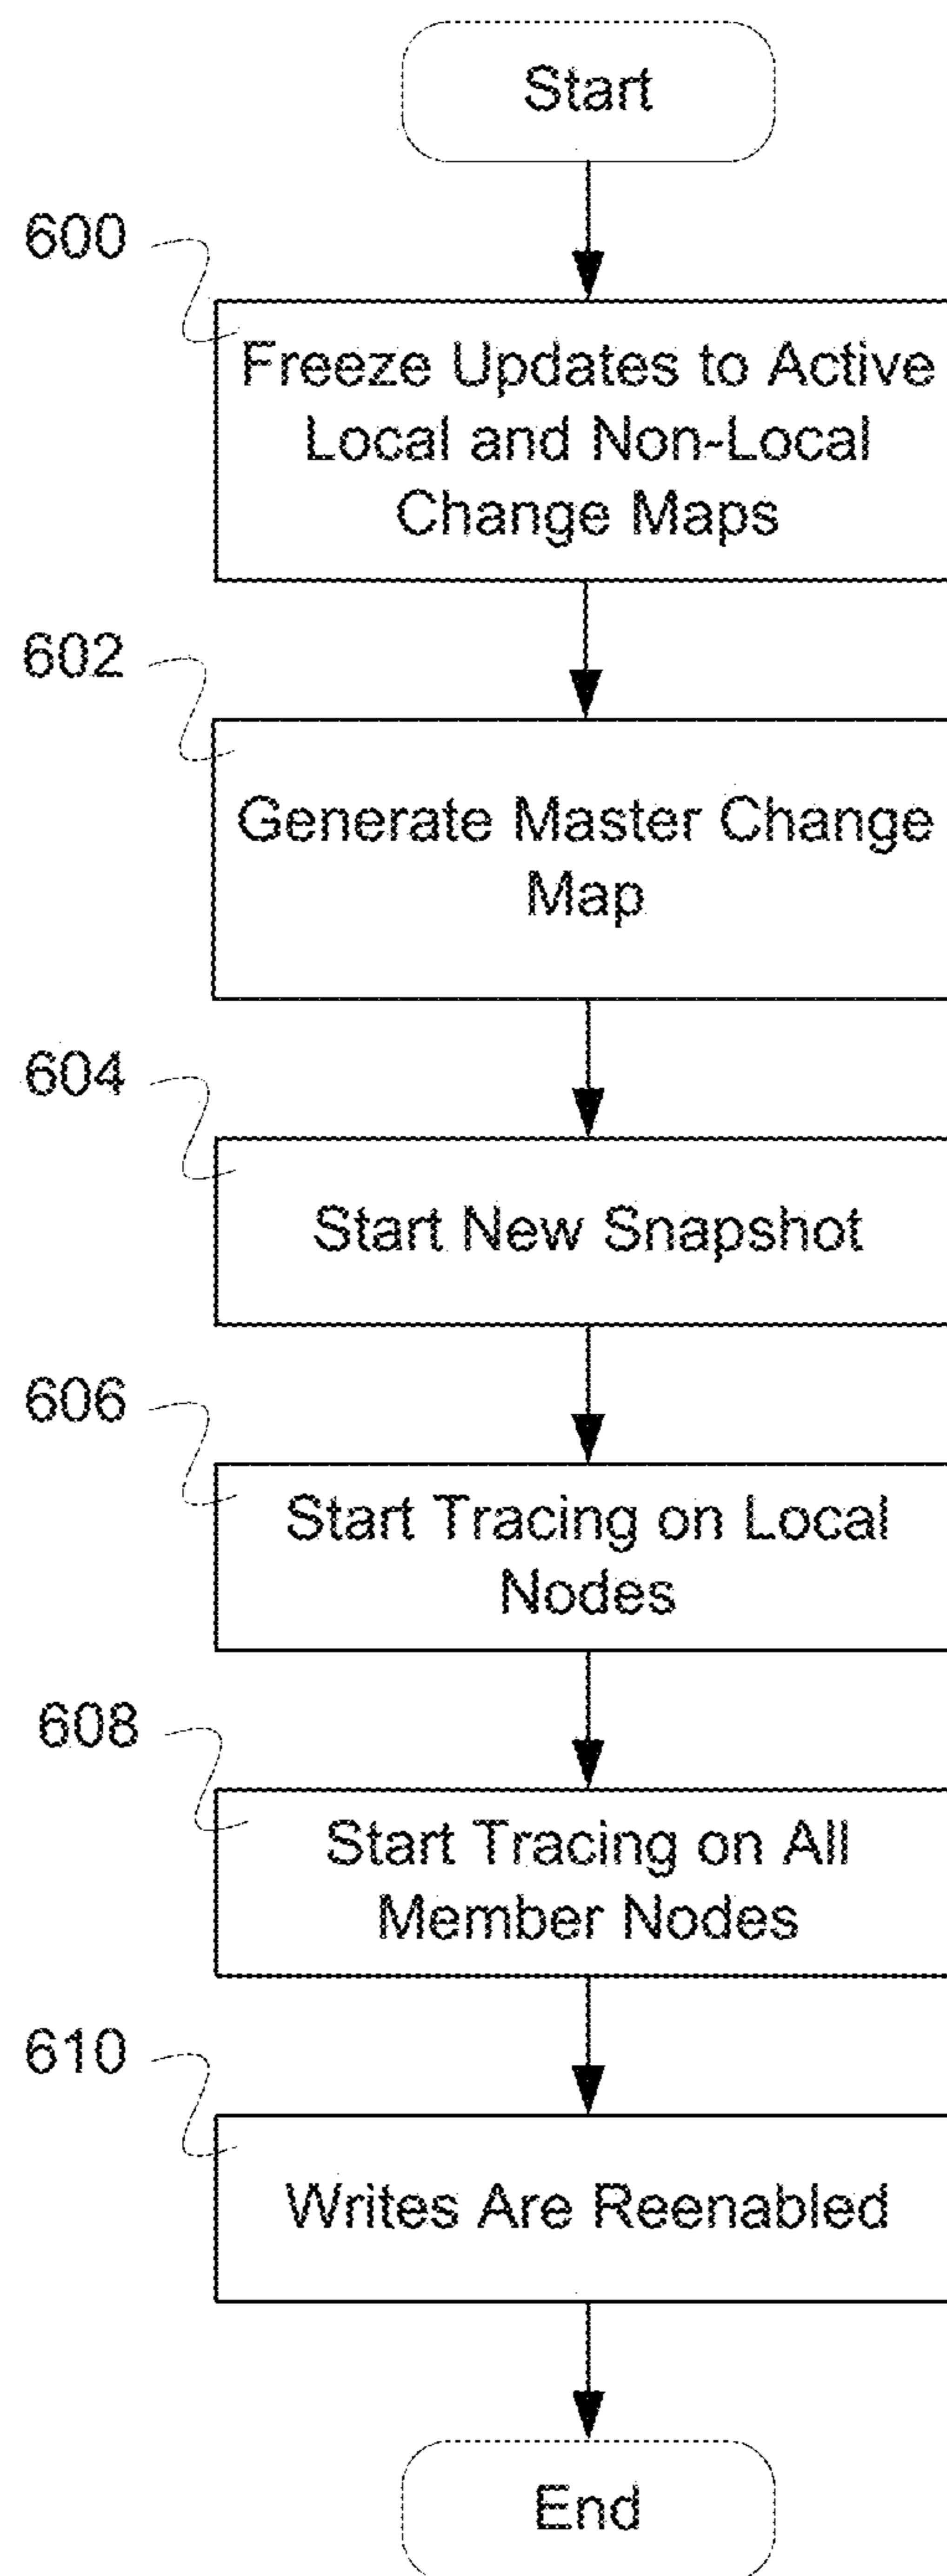 Start
600
Freeze Updates to Active
Local and Non-Local
Change Maps
602
Generate Master Change
Map
604
Start New Snapshot
606
Start Tracing on Local
Nodes
608
Start Tracing on All
Member Nodes
610
Writes Are Reenabled
End